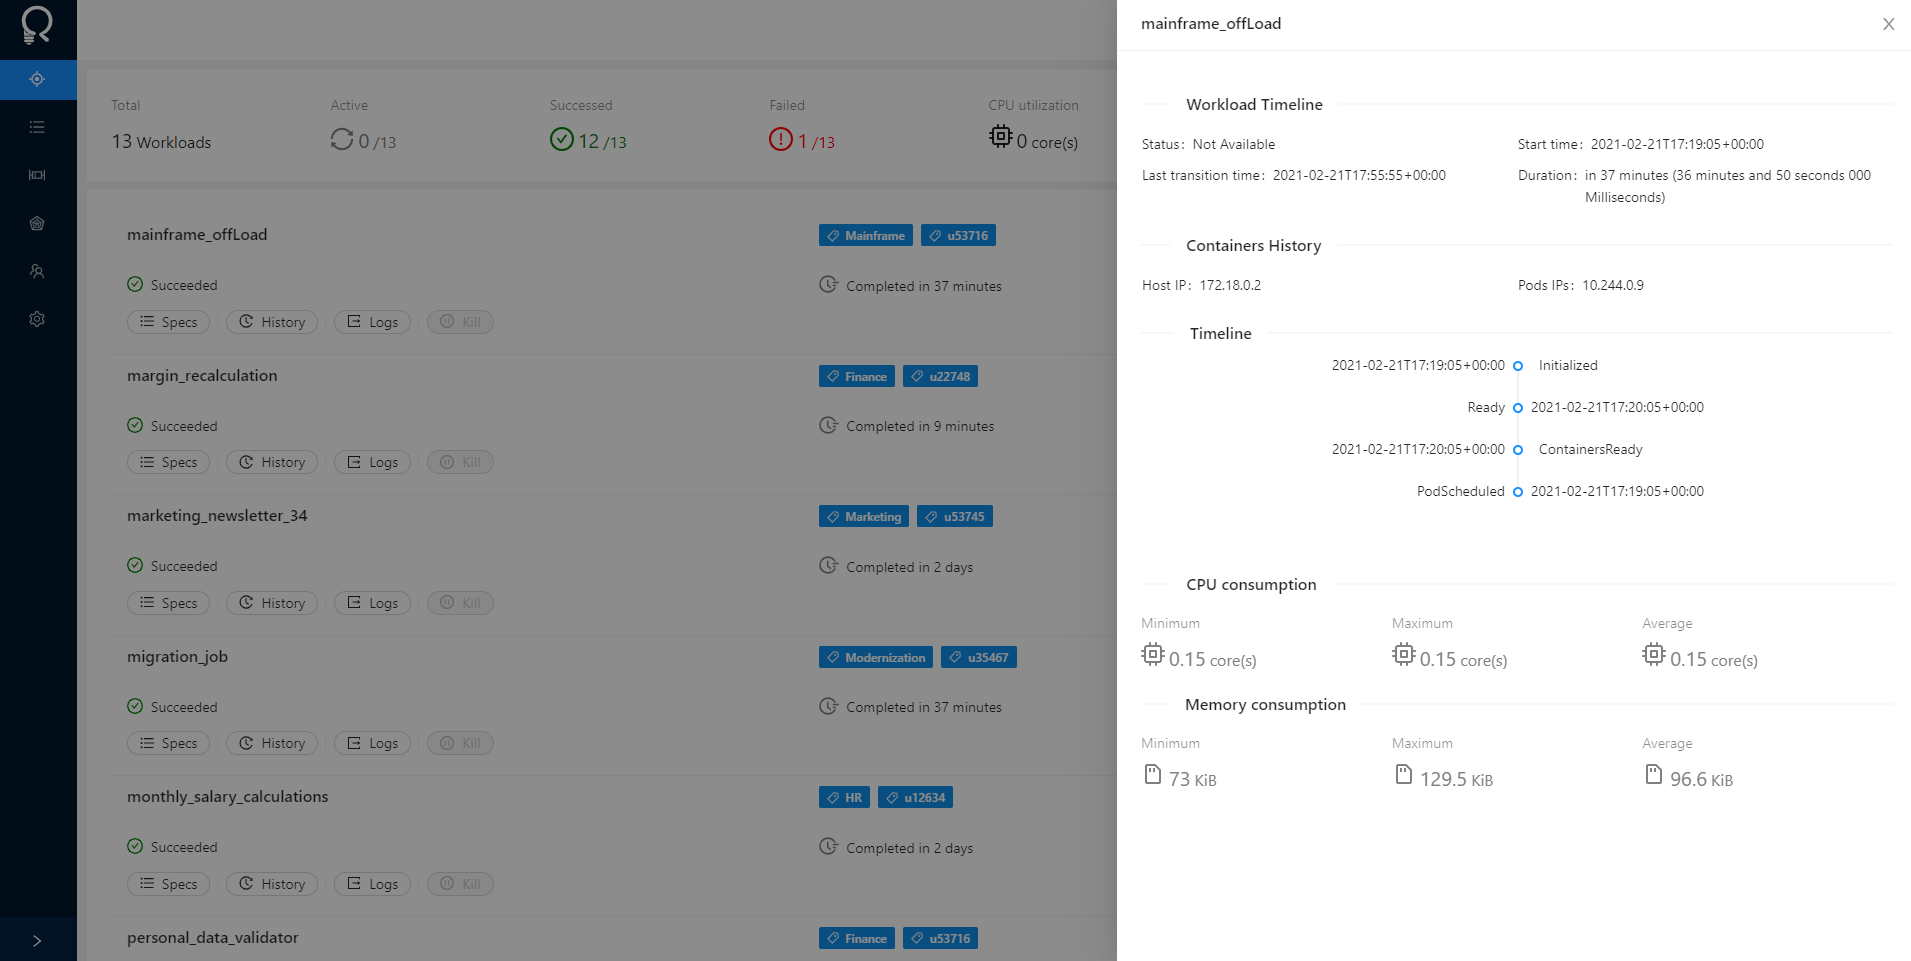 Total
Active
Successed
Failed
CPU utilization
13 Workloads
0 /13
12 /13
1 /13
0 core(s)
mainframe_offLoad
Mainframe
u53716
Succeeded
Completed in 37 minutes
Specs
History
Logs
Kill
margin_recalculation
Finance
u22748
Succeeded
Completed in 9 minutes
Specs
History
Logs
Kill
marketing_newsletter_34
Marketing
u53745
Succeeded
Completed in 2 days
Specs
History
Logs
Kill
migration_job
Modernization
u35467
Succeeded
Completed in 37 minutes
Specs
History
Logs
Kill
monthly_salary_calculations
HR
u12634
Succeeded
Completed in 2 days
Specs
History
Logs
Kill
personal_data_validator
Finance
u53716
mainframe_offLoad
Workload Timeline
Status: Not Available
Start time: 2021-02-21T17:19:05+00:00
Last transition time: 2021-02-21T17:55:55+00:00
Duration: in 37 minutes (36 minutes and 50 seconds 000
Milliseconds)
Containers History
Host IP: 172.18.0.2
Pods IPs: 10.244.0.9
Timeline
2021-02-21T17:19:05+00:00 Initialized
Ready 2021-02-21T17:20:05+00:00
2021-02-21T17:20:05+00:00 ContainersReady
PodScheduled 2021-02-21T17:19:05+00:00
CPU consumption
Minimum
Maximum
Average
0.15 core(s)
0.15 core(s)
0.15 core(s)
Memory consumption
Minimum
Maximum
Average
73 KiB
129.5 KiB
96.6 KiB